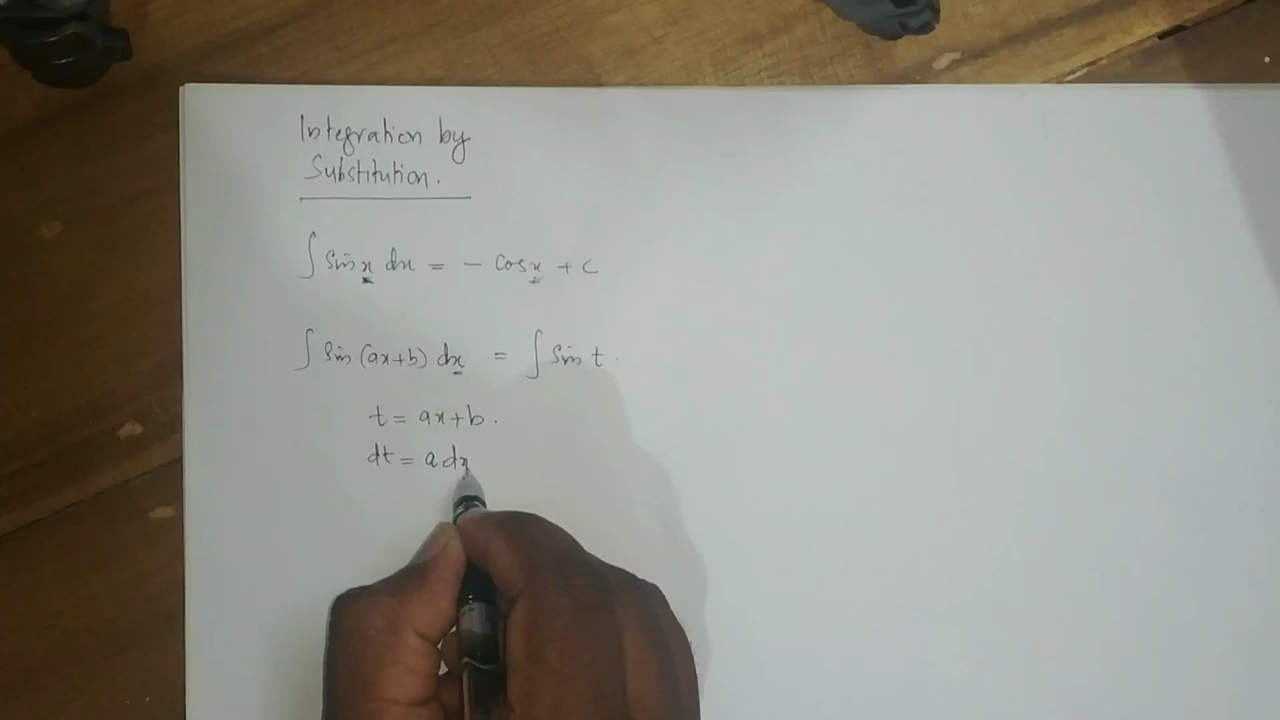 Integration by
Substitution.
∫ Sin x dx = - Cos x + C
∫ Sin (ax+b) dx = ∫ Sin t.
t = ax+b.
dt = a dx